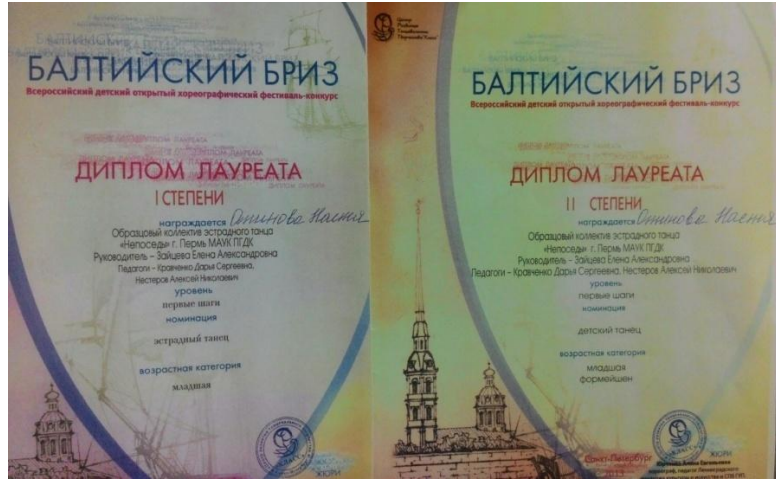 БАЛТИЙСКИЙ БРИЗ
Всероссийский детский открытый хореографический фестиваль-конкурс
ДИПЛОМ ЛАУРЕАТА
I СТЕПЕНИ
награждается
Образцовый коллектив эстрадного танца
«Непоседы» г. Пермь МАУК ПГДК
Руководитель – Зайцева Елена Александровна
Педагоги – Кравченко Дарья Сергеевна,
Нестеров Алексей Николаевич
уровень
первые шаги
номинация
эстрадный танец
возрастная категория
младшая
ЖЮРИ
Центр
Развития
БАЛТИЙСКИЙ БРИЗ
Всероссийский детский открытый хореографический фестиваль-конкурс
ДИПЛОМ ЛАУРЕАТА
II СТЕПЕНИ
награждается
Образцовый коллектив эстрадного танца
«Непоседы» г. Пермь МАУК ПГДК
Руководитель – Зайцева Елена Александровна
Педагоги – Кравченко Дарья Сергеевна, Нестеров Алексей Николаевич
уровень
первые шаги
номинация
детский танец
возрастная категория
младшая
формейшен
ЖЮРИ
Санкт-Петербург